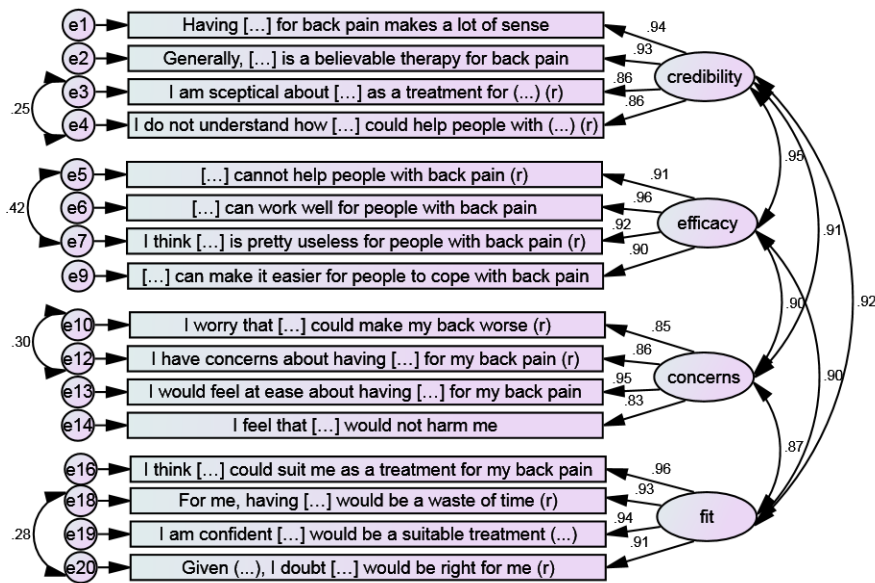 e1 Having [...] for back pain makes a lot of sense .94
e2 Generally, [...] is a believable therapy for back pain .93
credibility
e3 I am sceptical about [...] as a treatment for (...) (r) .86
.25
e4 I do not understand how [...] could help people with (...) (r) .86
.95
e5 [...] cannot help people with back pain (r) .91
.42
e6 [...] can work well for people with back pain .96
efficacy
.91
e7 I think [...] is pretty useless for people with back pain (r) .92
e9 [...] can make it easier for people to cope with back pain .90
.90
.92
e10 I worry that [...] could make my back worse (r) .85
.30
e12 I have concerns about having [...] for my back pain (r) .86
concerns
.90
e13 I would feel at ease about having [...] for my back pain .95
e14 I feel that [...] would not harm me .83
.87
e16 I think [...] could suit me as a treatment for my back pain .96
e18 For me, having [...] would be a waste of time (r) .93
fit
.28
e19 I am confident [...] would be a suitable treatment (...) .94
e20 Given (...), I doubt [...] would be right for me (r) .91